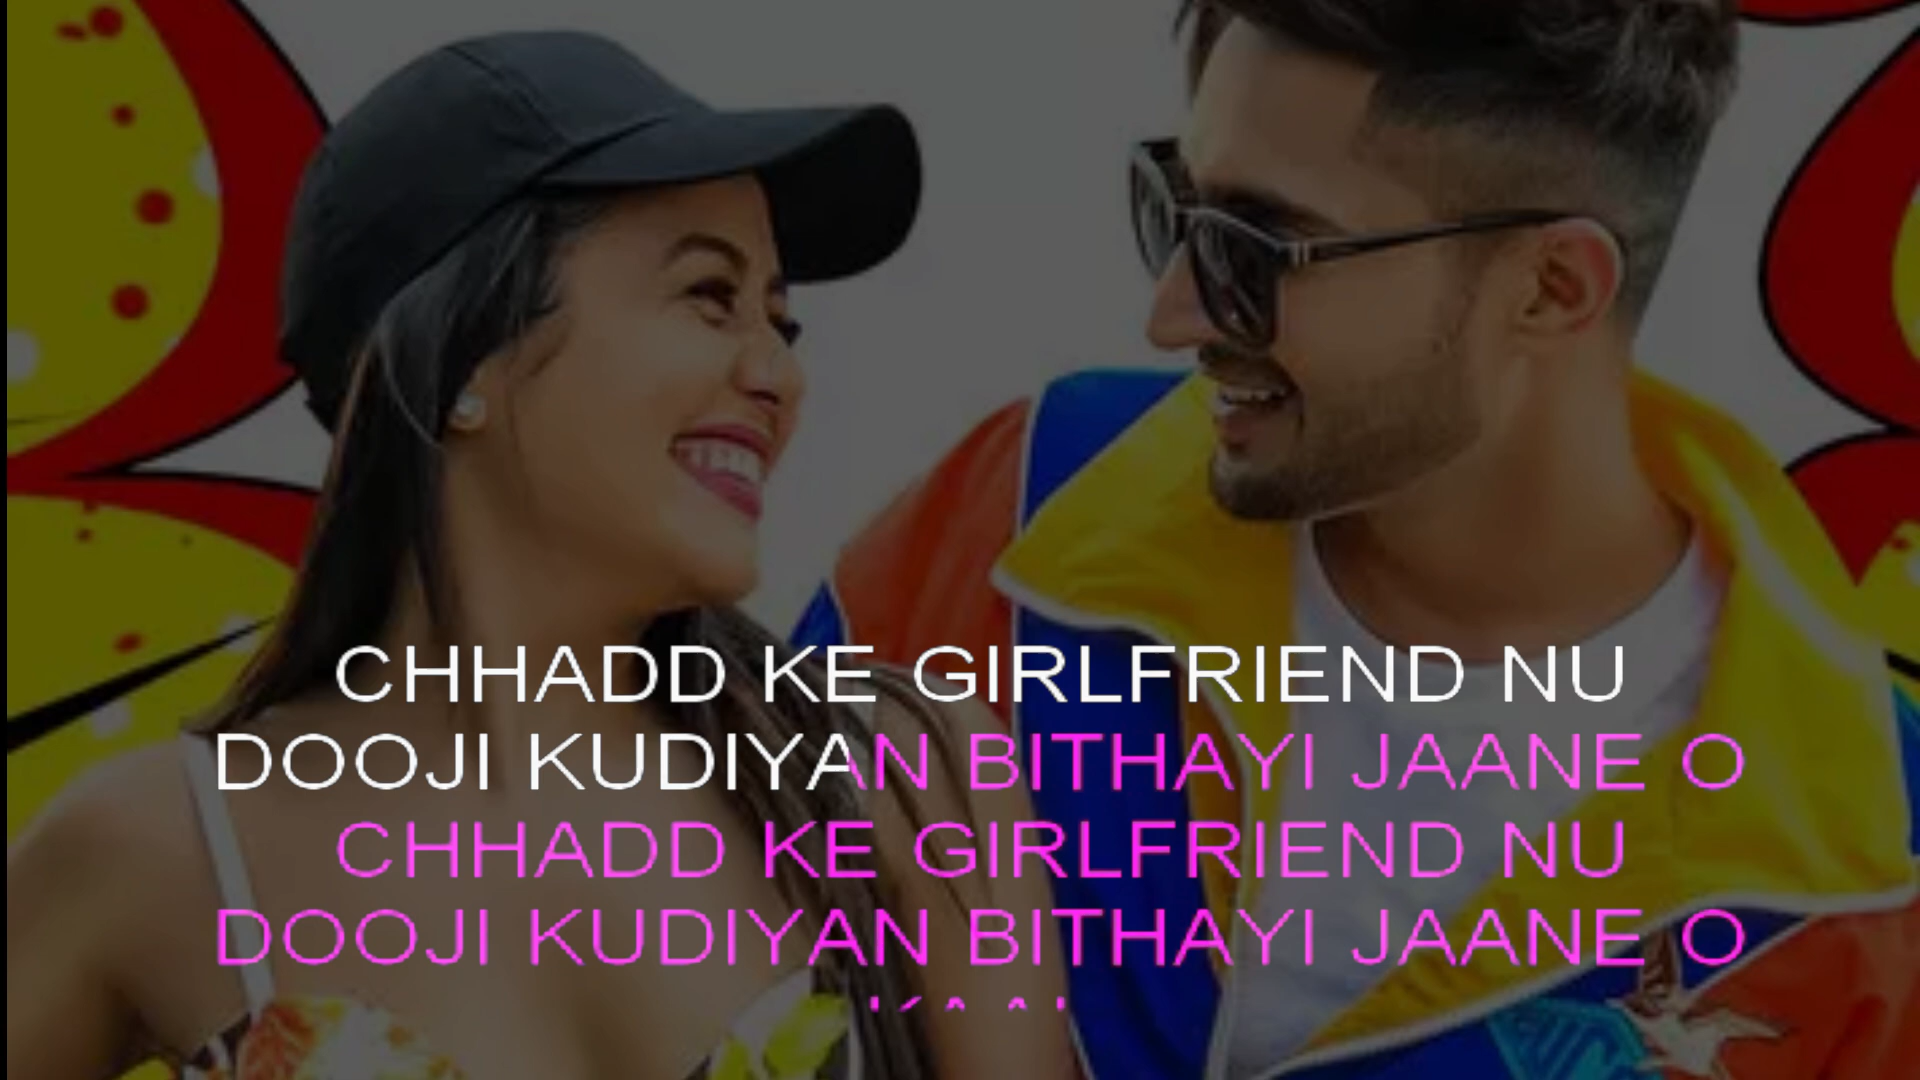 CHHADD KE GIRLFRIEND NU
DOOJI KUDIYAN BITHAYI JAANE O
CHHADD KE GIRLFRIEND NU
DOOJI KUDIYAN BITHAYI JAANE O